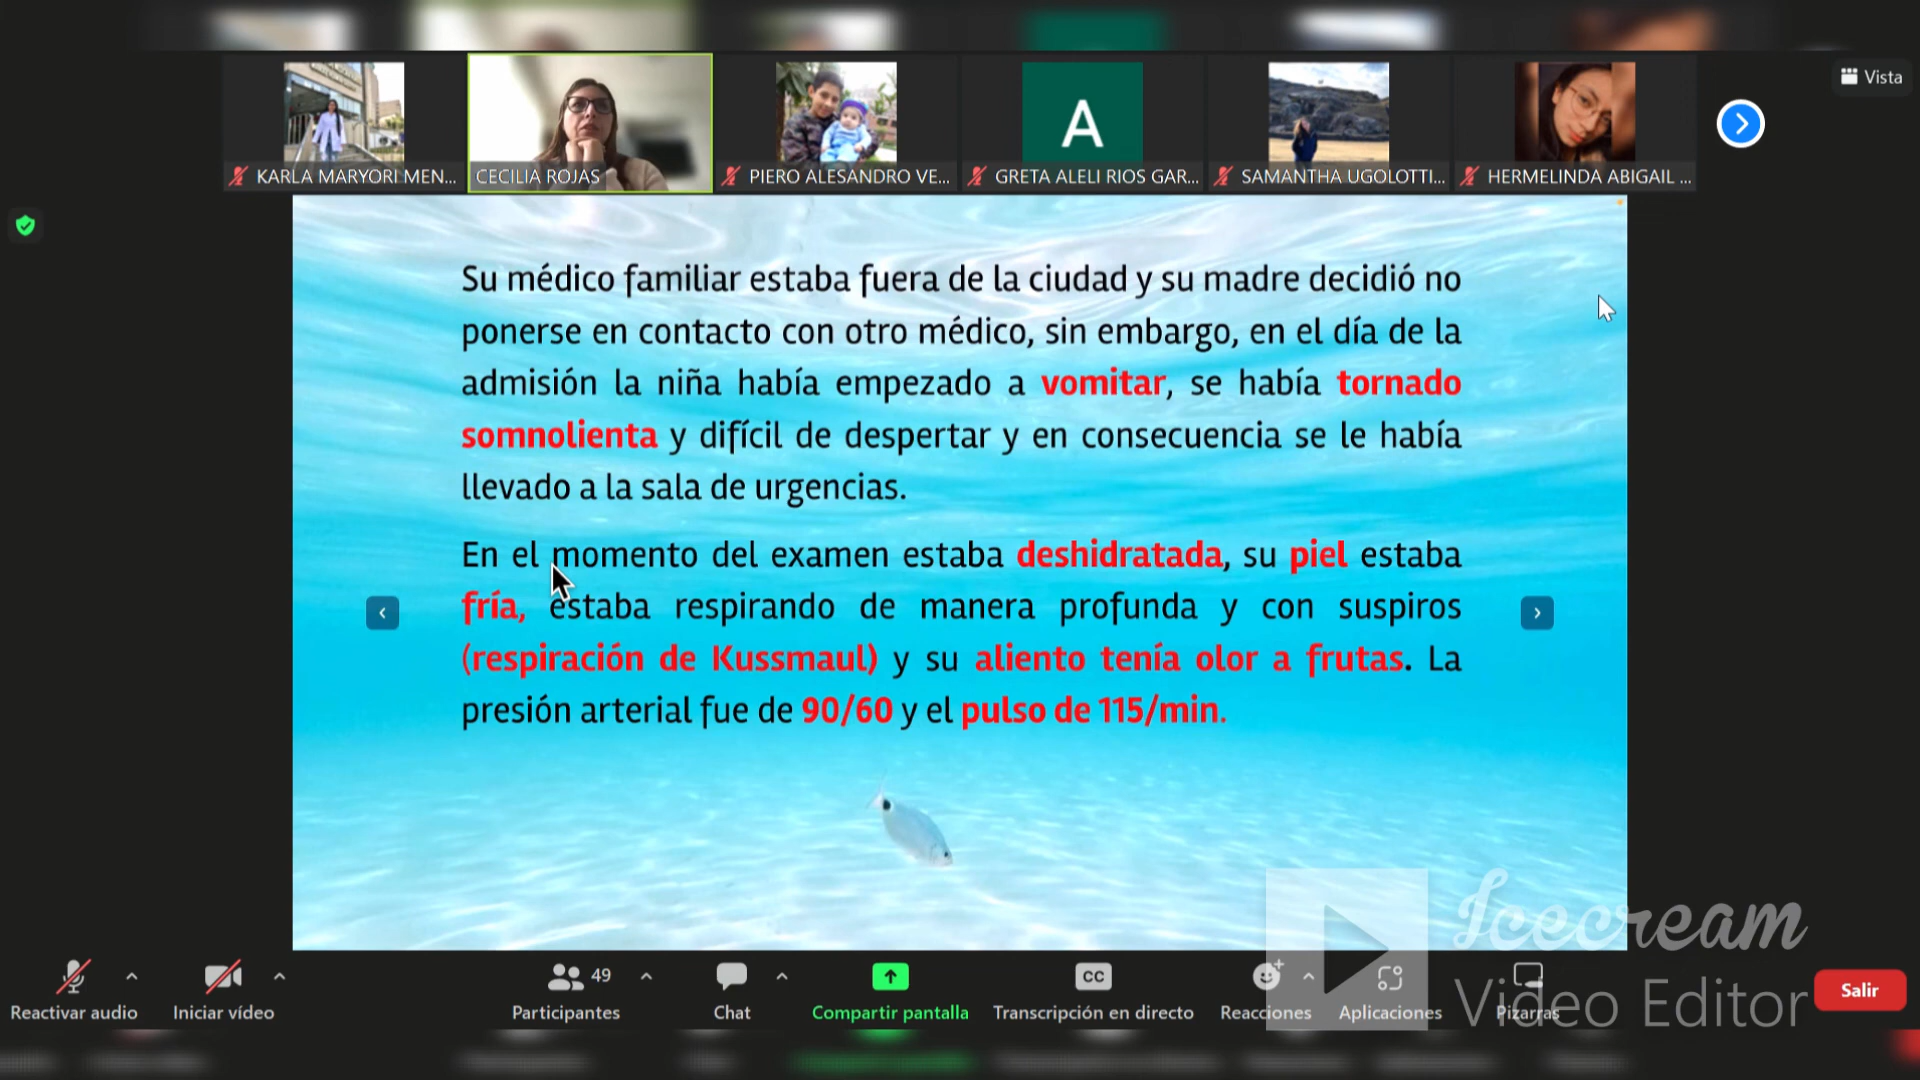 Vista
KARLA MARYORI MEN...
CECILIA ROJAS
PIERO ALESANDRO VE...
A
GRETA ALELI RIOS GAR...
SAMANTHA UGOLOTTI...
HERMELINDA ABIGAIL ...
Su médico familiar estaba fuera de la ciudad y su madre decidió no
ponerse en contacto con otro médico, sin embargo, en el día de la
admisión la niña había empezado a vomitar, se había tornado
somnolienta y difícil de despertar y en consecuencia se le había
llevado a la sala de urgencias.
En el momento del examen estaba deshidratada, su piel estaba
fría, estaba respirando de manera profunda y con suspiros
(respiración de Kussmaul) y su aliento tenía olor a frutas. La
presión arterial fue de 90/60 y el pulso de 115/min.
Icecream
Video Editor
Reactivar audio
Iniciar vídeo
49
Participantes
Chat
Compartir pantalla
CC
Transcripción en directo
Reacciones
Aplicaciones
Pizarras
Salir